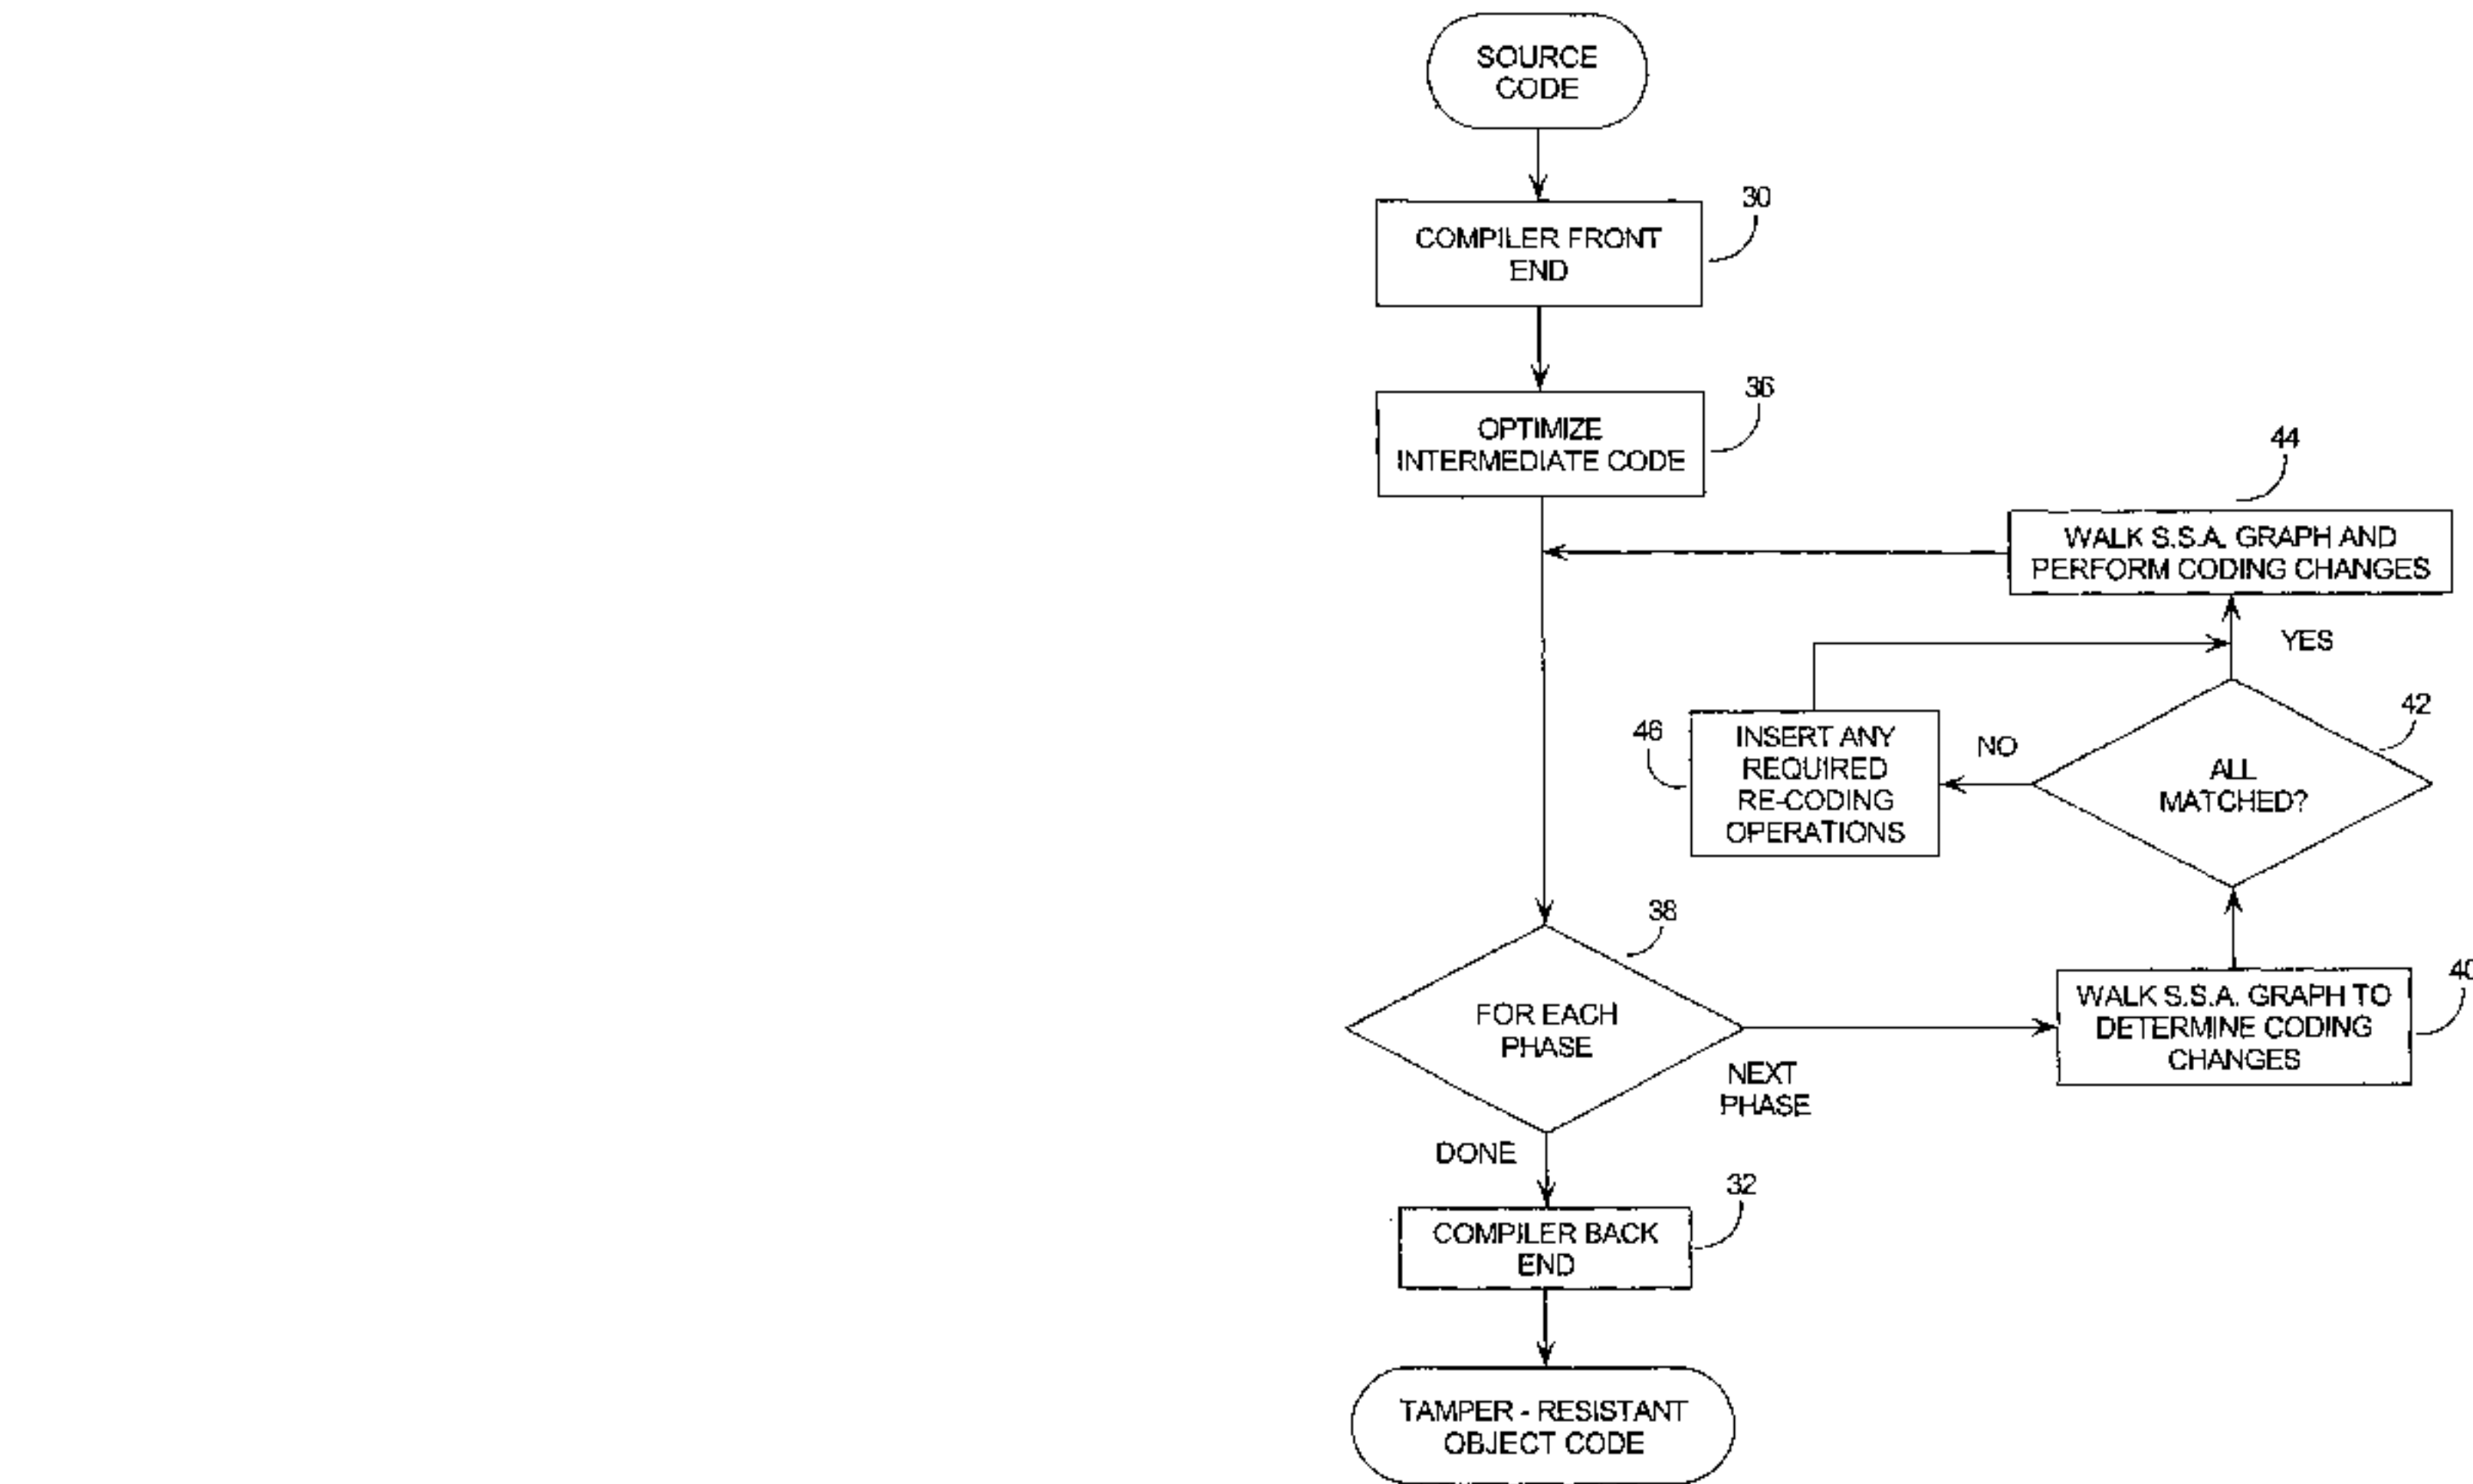 SOURCE
CODE
30
COMPILER FRONT
END
36
OPTIMIZE
INTERMEDIATE CODE
44
WALK S.S.A. GRAPH AND
PERFORM CODING CHANGES
YES
42
ALL
MATCHED?
NO
46
INSERT ANY
REQUIRED
RE-CODING
OPERATIONS
38
FOR EACH
PHASE
NEXT
PHASE
40
WALK S.S.A. GRAPH TO
DETERMINE CODING
CHANGES
DONE
32
COMPILER BACK
END
TAMPER - RESISTANT
OBJECT CODE